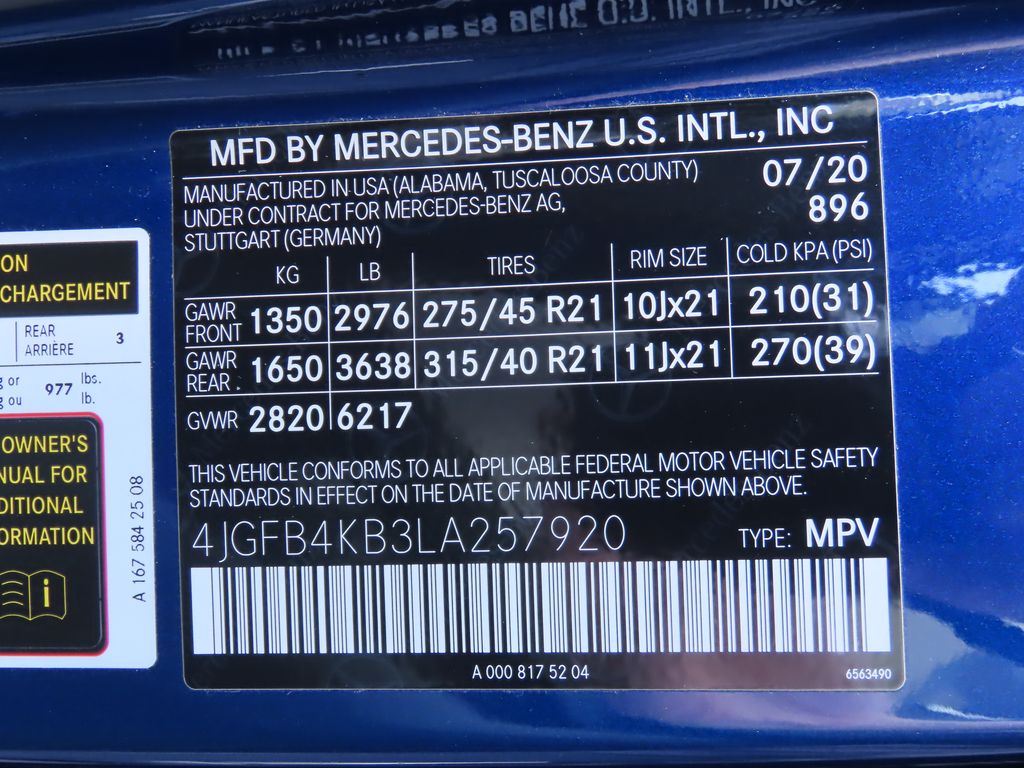 MFD BY MERCEDES-BENZ U.S. INTL., INC
MANUFACTURED IN USA (ALABAMA, TUSCALOOSA COUNTY) 07/20
UNDER CONTRACT FOR MERCEDES-BENZ AG, 896
STUTTGART (GERMANY)
KG LB TIRES RIM SIZE COLD KPA (PSI)
GAWR FRONT 1350 2976 275/45 R21 10Jx21 210(31)
GAWR REAR 1650 3638 315/40 R21 11Jx21 270(39)
GVWR 2820 6217
THIS VEHICLE CONFORMS TO ALL APPLICABLE FEDERAL MOTOR VEHICLE SAFETY
STANDARDS IN EFFECT ON THE DATE OF MANUFACTURE SHOWN ABOVE.
4JGFB4KB3LA257920 TYPE: MPV
A 000 817 52 04 6563490
ON
CHARGEMENT
REAR 3
ARRIÈRE
g or 977 lbs.
g ou lb.
OWNER'S
NUAL FOR
DITIONAL
ORMATION
i
A 167 584 25 08